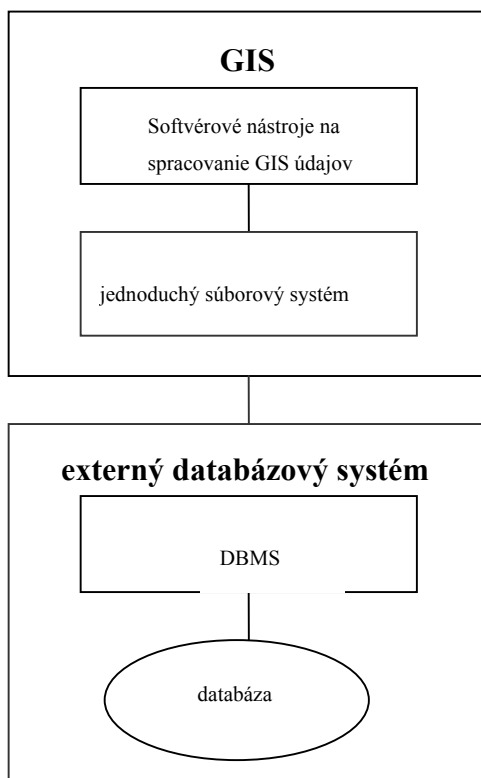 GIS
Softvérové nástroje na
spracovanie GIS údajov
jednoduchý súborový systém
externý databázový systém
DBMS
databáza